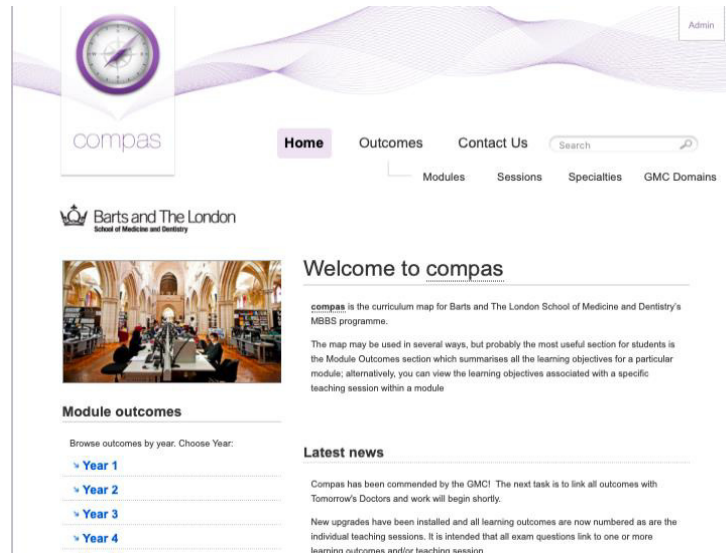 Admin
compas
Home Outcomes Contact Us Search
Modules Sessions Specialties GMC Domains
Barts and The London
School of Medicine and Dentistry
Welcome to compas
compas is the curriculum map for Barts and The London School of Medicine and Dentistry's
MBBS programme.
The map may be used in several ways, but probably the most useful section for students is
the Module Outcomes section which summarises all the learning objectives for a particular
module; alternatively, you can view the learning objectives associated with a specific
teaching session within a module
Module outcomes
Browse outcomes by year. Choose Year:
Year 1
Year 2
Year 3
Year 4
Latest news
Compas has been commended by the GMC! The next task is to link all outcomes with
Tomorrow's Doctors and work will begin shortly.
New upgrades have been installed and all learning outcomes are now numbered as are the
individual teaching sessions. It is intended that all exam questions link to one or more
learning outcomes and/or teaching session